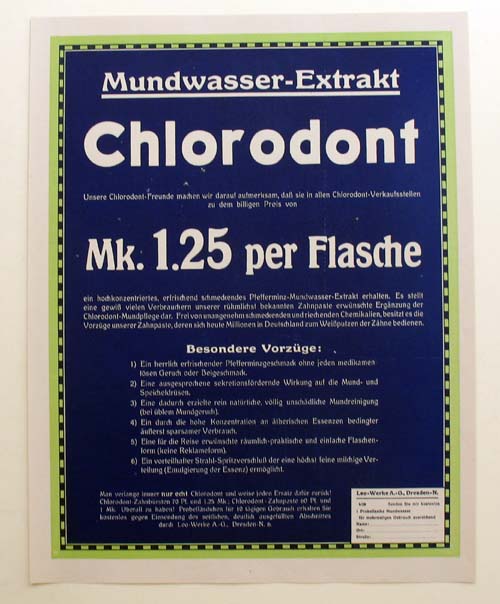 Mundwasser-Extrakt
Chlorodont
Unsere Chlorodont-Freunde machen wir darauf aufmerksam, daß sie in allen Chlorodont-Verkaufsstellen
zu dem billigen Preis von
Mk. 1.25 per Flasche
ein hochkonzentriertes, erfrischend schmeckendes Pfefferminz-Mundwasser-Extrakt erhalten. Es stellt
eine gewiß vielen Verbrauchern unserer rühmlichst bekannten Zahnpaste erwünschte Ergänzung der
Chlorodont-Mundpflege dar. Frei von unangenehm schmeckenden und riechenden Chemikalien, besitzt es die
Vorzüge unserer Zahnpaste, deren sich heute Millionen in Deutschland zum Weißputzen der Zähne bedienen.
Besondere Vorzüge:
1) Ein herrlich erfrischender Pfefferminzgeschmack ohne jeden medikamen-
tösen Geruch oder Beigeschmack.
2) Eine ausgesprochene sekretionsfördernde Wirkung auf die Mund- und
Speicheldrüsen.
3) Eine dadurch erzielte rein natürliche, völlig unschädliche Mundreinigung
(bei üblem Mundgeruch).
4) Ein durch die hohe Konzentration an ätherischen Essenzen bedingter
äußerst sparsamer Verbrauch.
5) Eine für die Reise erwünschte räumlich-praktische und einfache Flaschen-
form (keine Reklameform).
6) Ein vorteilhafter Strahl-Spritzverschluß der eine höchst feine milchige Ver-
teilung (Emulgierung der Essenz) ermöglicht.
Man verlange immer nur echt Chlorodont und weise jeden Ersatz dafür zurück!
Chlorodont-Zahnbürsten 70 Pf. und 1.25 Mk.; Chlorodont-Zahnpaste 60 Pf. und
1 Mk. Überall zu haben! Probefläschchen für 10 tägigen Gebrauch erhalten Sie
kostenlos gegen Einsendung des seitlichen, deutlich ausgefüllten Abschnittes
durch Leo-Werke A.-G., Dresden-N. 6.
Leo-Werke A.-G., Dresden-N.
Senden Sie mir kostenlos
1 Probeflasche Mundwasser
für mehrmaligen Gebrauch ausreichend
Name:
Ort:
Straße: